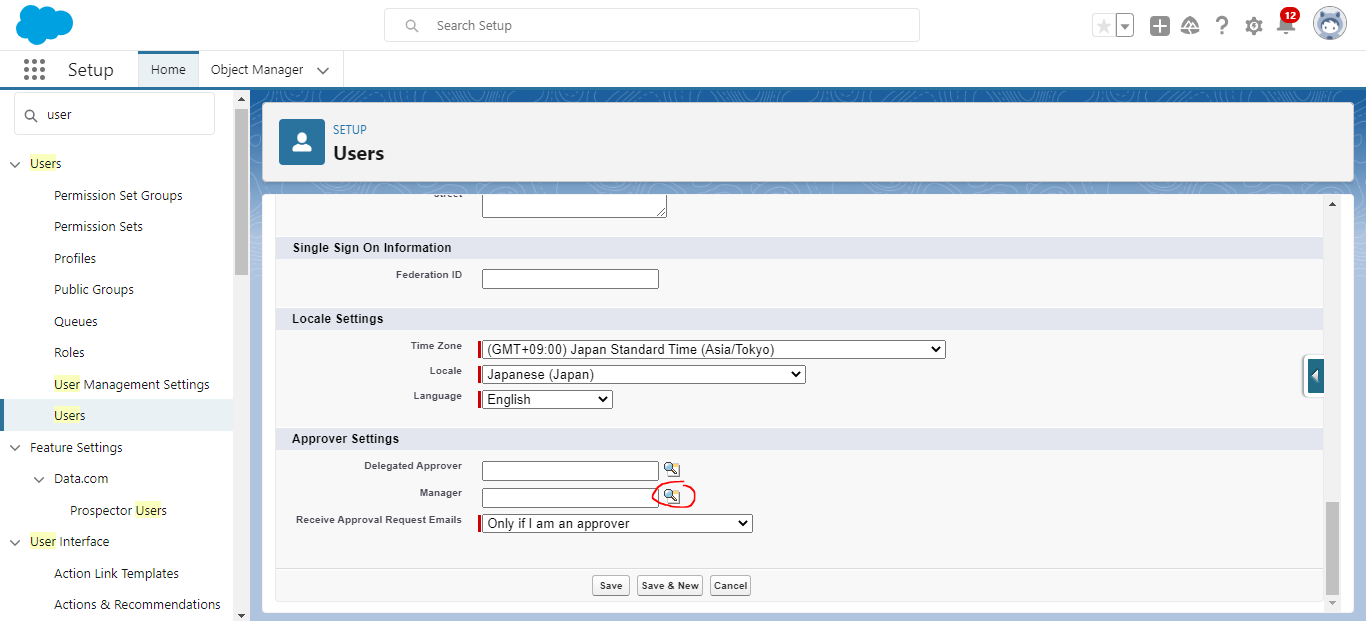 Search Setup
12
Setup
Home
Object Manager
user
Users
Permission Set Groups
Permission Sets
Profiles
Public Groups
Queues
Roles
User Management Settings
Users
Feature Settings
Data.com
Prospector Users
User Interface
Action Link Templates
Actions & Recommendations
SETUP
Users
Street
Single Sign On Information
Federation ID
Locale Settings
Time Zone (GMT+09:00) Japan Standard Time (Asia/Tokyo)
Locale Japanese (Japan)
Language English
Approver Settings
Delegated Approver
Manager
Receive Approval Request Emails Only if I am an approver
Save Save & New Cancel